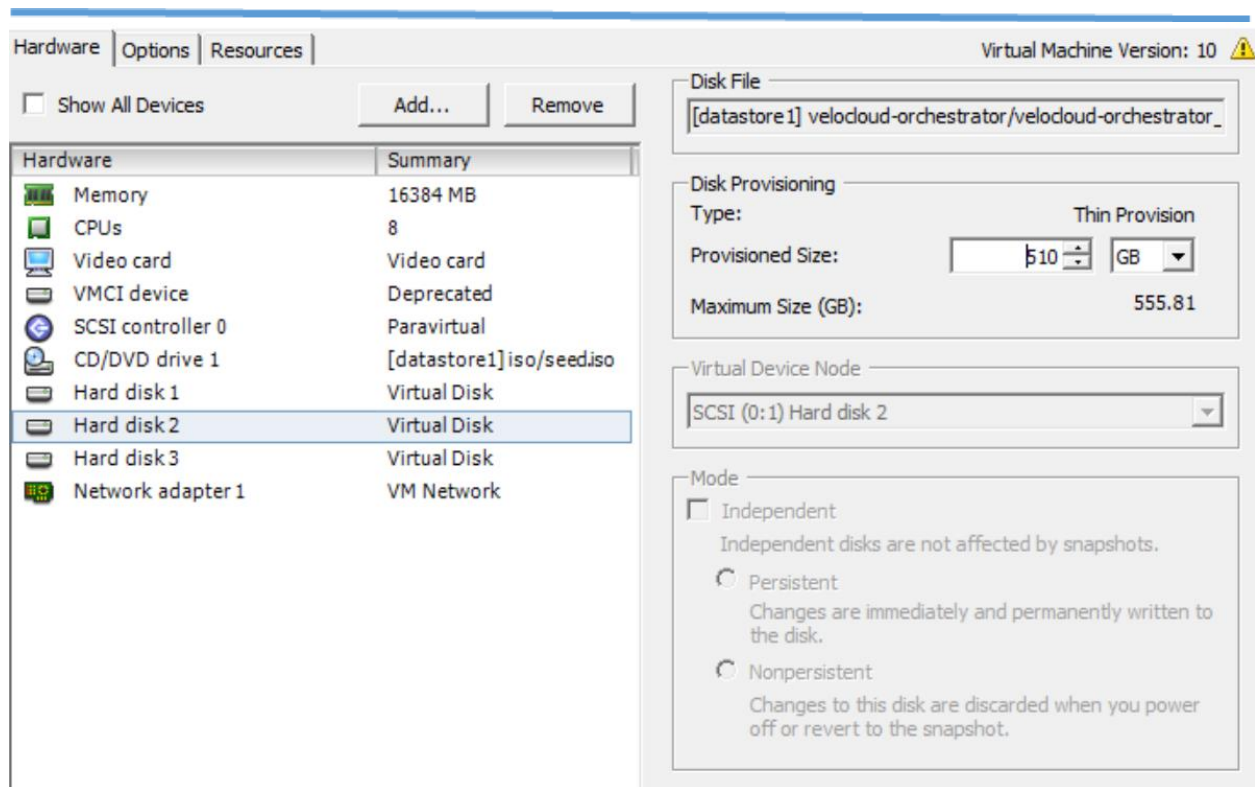 Hardware Options Resources Virtual Machine Version: 10
Show All Devices Add... Remove
Hardware Summary
Memory 16384 MB
CPUs 8
Video card Video card
VMCI device Deprecated
SCSI controller 0 Paravirtual
CD/DVD drive 1 [datastore1] iso/seed.iso
Hard disk 1 Virtual Disk
Hard disk 2 Virtual Disk
Hard disk 3 Virtual Disk
Network adapter 1 VM Network
Disk File
[datastore1] velocloud-orchestrator/velocloud-orchestrator_
Disk Provisioning
Type: Thin Provision
Provisioned Size: 510 GB
Maximum Size (GB): 555.81
Virtual Device Node
SCSI (0:1) Hard disk 2
Mode
Independent
Independent disks are not affected by snapshots.
Persistent
Changes are immediately and permanently written to
the disk.
Nonpersistent
Changes to this disk are discarded when you power
off or revert to the snapshot.